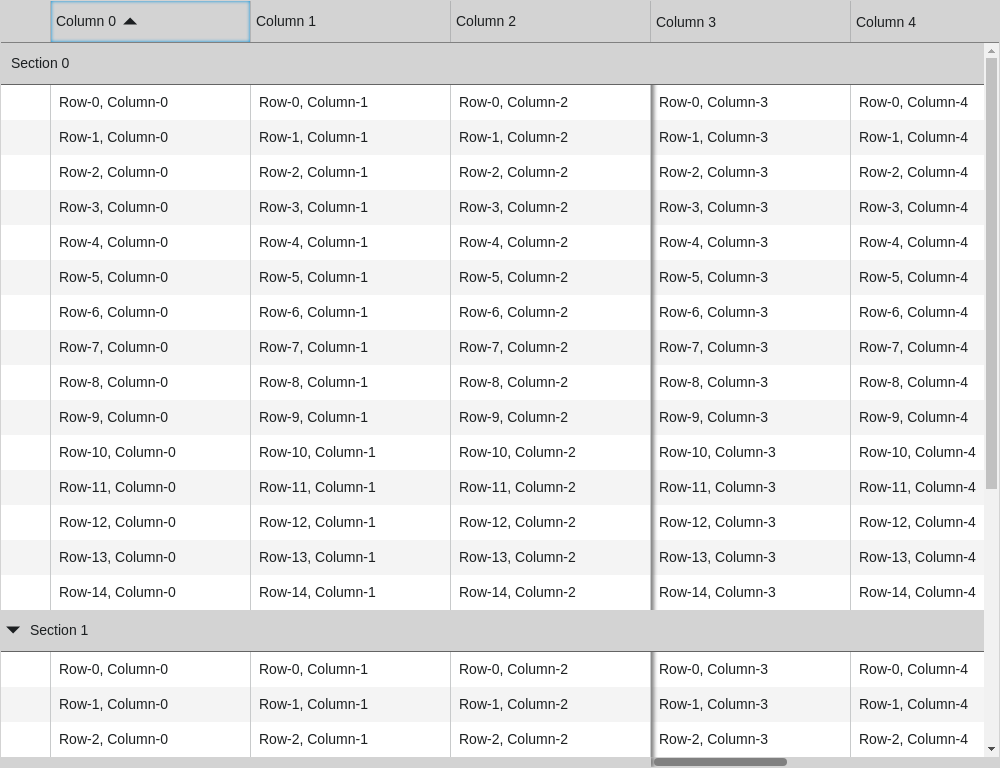 Column 0 Column 1 Column 2 Column 3 Column 4
Section 0
Row-0, Column-0 Row-0, Column-1 Row-0, Column-2 Row-0, Column-3 Row-0, Column-4
Row-1, Column-0 Row-1, Column-1 Row-1, Column-2 Row-1, Column-3 Row-1, Column-4
Row-2, Column-0 Row-2, Column-1 Row-2, Column-2 Row-2, Column-3 Row-2, Column-4
Row-3, Column-0 Row-3, Column-1 Row-3, Column-2 Row-3, Column-3 Row-3, Column-4
Row-4, Column-0 Row-4, Column-1 Row-4, Column-2 Row-4, Column-3 Row-4, Column-4
Row-5, Column-0 Row-5, Column-1 Row-5, Column-2 Row-5, Column-3 Row-5, Column-4
Row-6, Column-0 Row-6, Column-1 Row-6, Column-2 Row-6, Column-3 Row-6, Column-4
Row-7, Column-0 Row-7, Column-1 Row-7, Column-2 Row-7, Column-3 Row-7, Column-4
Row-8, Column-0 Row-8, Column-1 Row-8, Column-2 Row-8, Column-3 Row-8, Column-4
Row-9, Column-0 Row-9, Column-1 Row-9, Column-2 Row-9, Column-3 Row-9, Column-4
Row-10, Column-0 Row-10, Column-1 Row-10, Column-2 Row-10, Column-3 Row-10, Column-4
Row-11, Column-0 Row-11, Column-1 Row-11, Column-2 Row-11, Column-3 Row-11, Column-4
Row-12, Column-0 Row-12, Column-1 Row-12, Column-2 Row-12, Column-3 Row-12, Column-4
Row-13, Column-0 Row-13, Column-1 Row-13, Column-2 Row-13, Column-3 Row-13, Column-4
Row-14, Column-0 Row-14, Column-1 Row-14, Column-2 Row-14, Column-3 Row-14, Column-4
Section 1
Row-0, Column-0 Row-0, Column-1 Row-0, Column-2 Row-0, Column-3 Row-0, Column-4
Row-1, Column-0 Row-1, Column-1 Row-1, Column-2 Row-1, Column-3 Row-1, Column-4
Row-2, Column-0 Row-2, Column-1 Row-2, Column-2 Row-2, Column-3 Row-2, Column-4